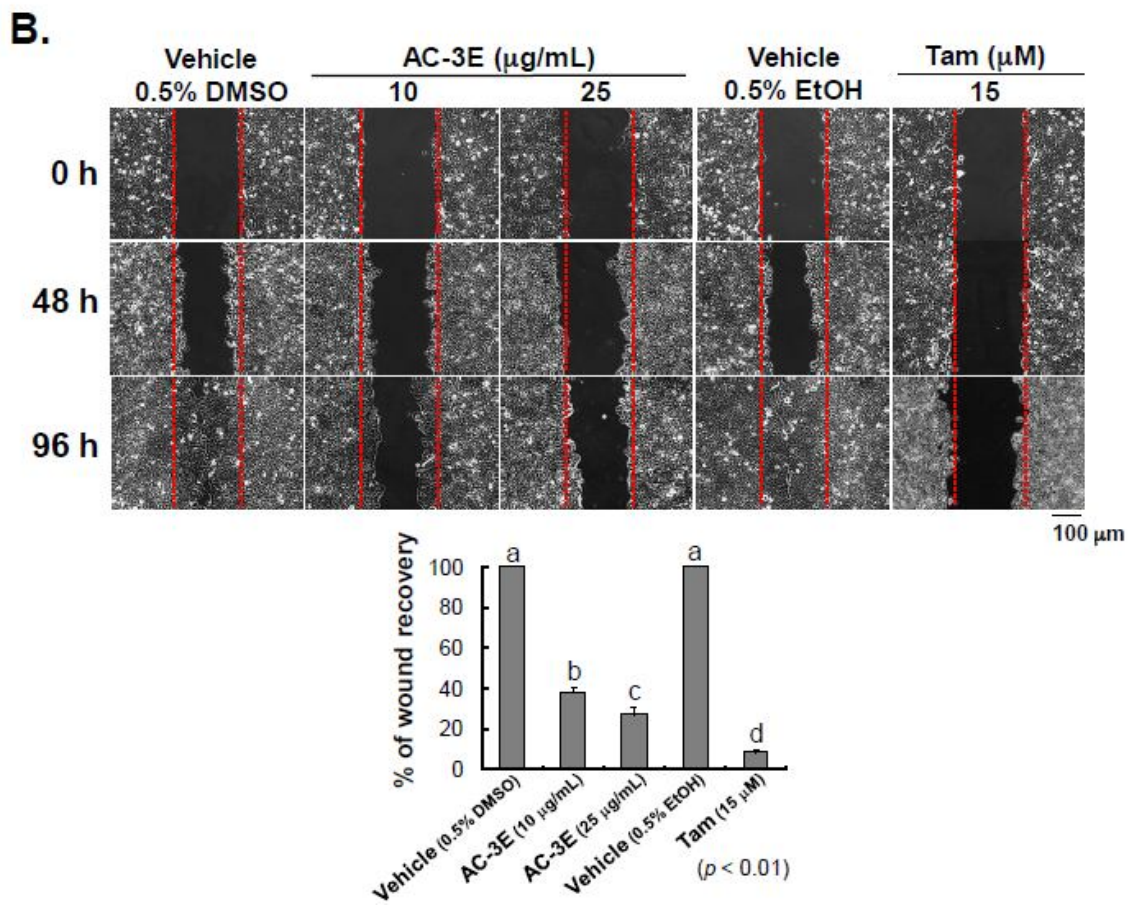 B.
Vehicle
0.5% DMSO
AC-3E (μg/mL)
10
25
Vehicle
0.5% EtOH
Tam (μM)
15
0 h
48 h
96 h
100 μm
% of wound recovery
100
80
60
40
20
0
a
b
c
a
d
Vehicle (0.5% DMSO)
AC-3E (10 μg/mL)
AC-3E (25 μg/mL)
Vehicle (0.5% EtOH)
Tam (15 μM)
(p < 0.01)